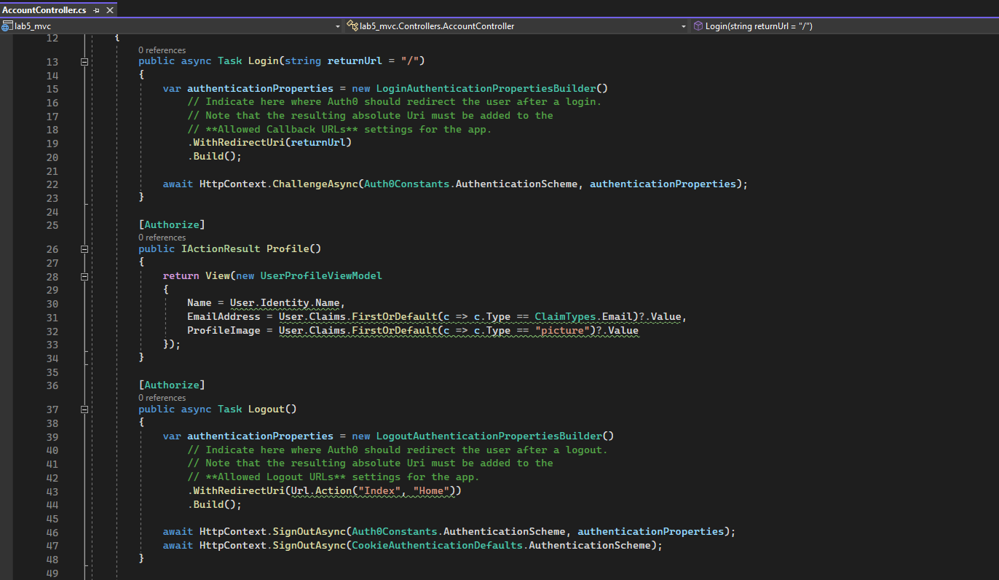 AccountController.cs
lab5_mvc
lab5_mvc.Controllers.AccountController
Login(string returnUrl = "/")
12 {
0 references
13 public async Task Login(string returnUrl = "/")
14 {
15 var authenticationProperties = new LoginAuthenticationPropertiesBuilder()
16 // Indicate here where Auth0 should redirect the user after a login.
17 // Note that the resulting absolute Uri must be added to the
18 // **Allowed Callback URLs** settings for the app.
19 .WithRedirectUri(returnUrl)
20 .Build();
21
22 await HttpContext.ChallengeAsync(Auth0Constants.AuthenticationScheme, authenticationProperties);
23 }
24
25 [Authorize]
0 references
26 public IActionResult Profile()
27 {
28 return View(new UserProfileViewModel
29 {
30 Name = User.Identity.Name,
31 EmailAddress = User.Claims.FirstOrDefault(c => c.Type == ClaimTypes.Email)?.Value,
32 ProfileImage = User.Claims.FirstOrDefault(c => c.Type == "picture")?.Value
33 });
34 }
35
36 [Authorize]
0 references
37 public async Task Logout()
38 {
39 var authenticationProperties = new LogoutAuthenticationPropertiesBuilder()
40 // Indicate here where Auth0 should redirect the user after a logout.
41 // Note that the resulting absolute Uri must be added to the
42 // **Allowed Logout URLs** settings for the app.
43 .WithRedirectUri(Url.Action("Index", "Home"))
44 .Build();
45
46 await HttpContext.SignOutAsync(Auth0Constants.AuthenticationScheme, authenticationProperties);
47 await HttpContext.SignOutAsync(CookieAuthenticationDefaults.AuthenticationScheme);
48 }
49